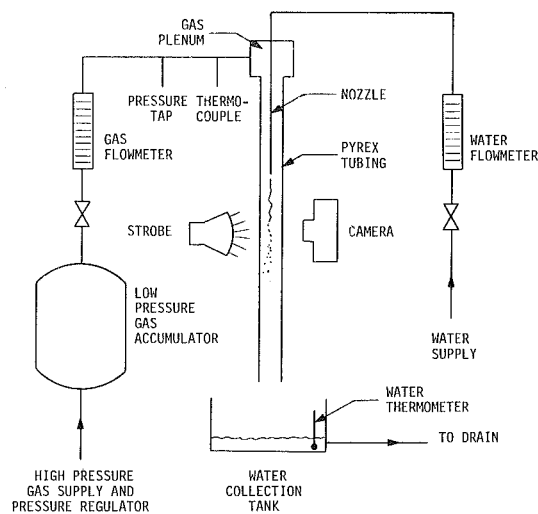 GAS
PLENUM
PRESSURE
TAP
THERMO-
COUPLE
NOZZLE
GAS
FLOWMETER
PYREX
TUBING
WATER
FLOWMETER
STROBE
CAMERA
LOW
PRESSURE
GAS
ACCUMULATOR
WATER
SUPPLY
WATER
THERMOMETER
TO DRAIN
HIGH PRESSURE
GAS SUPPLY AND
PRESSURE REGULATOR
WATER
COLLECTION
TANK